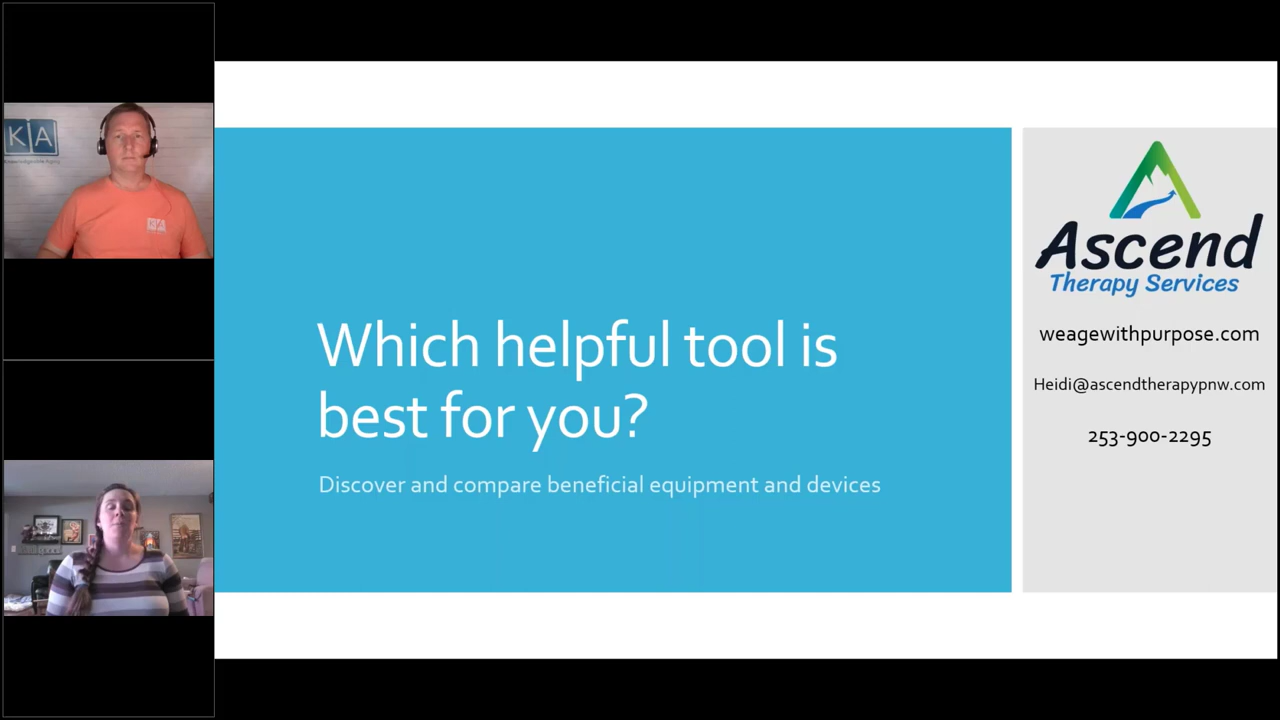 KA
Which helpful tool is
best for you?
Discover and compare beneficial equipment and devices
Ascend
Therapy Services
weagewithpurpose.com
Heidi@ascendtherapypnw.com
253-900-2295
KA